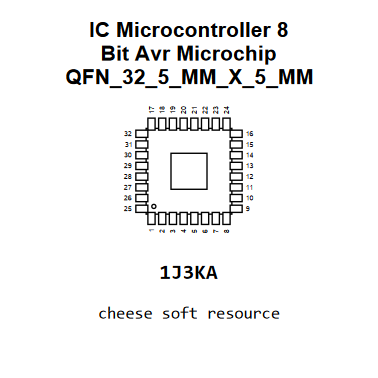 IC Microcontroller 8
Bit Avr Microchip
QFN_32_5_MM_X_5_MM
17 18 19 20 21 22 23 24
32 16
31 15
30 14
29 13
28 12
27 11
26 10
25 9
1 2 3 4 5 6 7 8
1J3KA
cheese soft resource